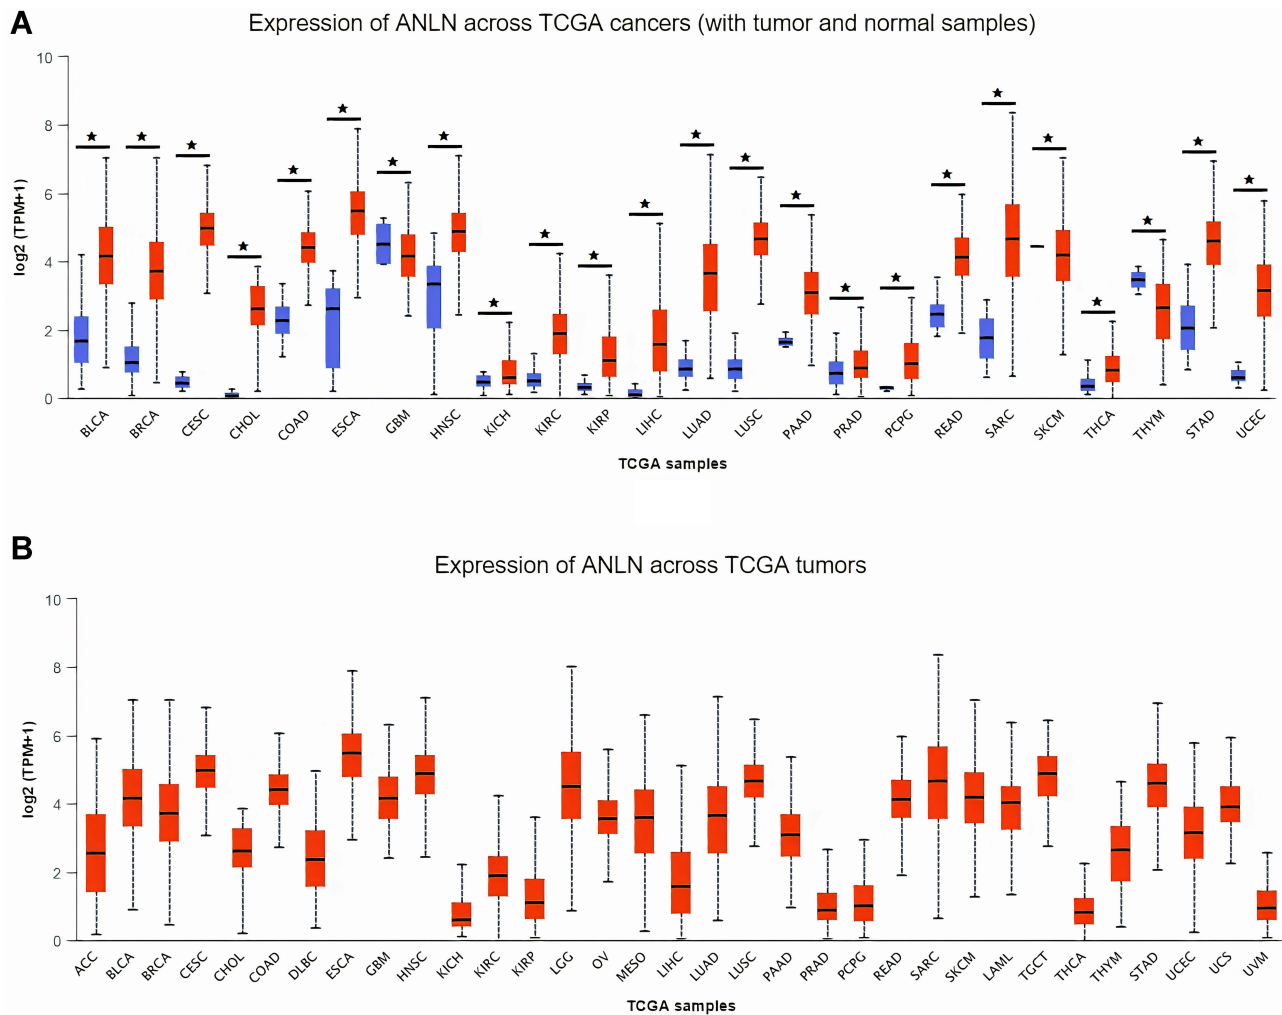 A
Expression of ANLN across TCGA cancers (with tumor and normal samples)
log2 (TPM+1)
10
8
6
4
2
0
BLCA
BRCA
CESC
CHOL
COAD
ESCA
GBM
HNSC
KICH
KIRC
KIRP
LIHC
LUAD
LUSC
PAAD
PRAD
PCPG
READ
SARC
SKCM
THCA
THYM
STAD
UCEC
TCGA samples
B
Expression of ANLN across TCGA tumors
log2 (TPM+1)
10
8
6
4
2
0
ACC
BLCA
BRCA
CESC
CHOL
COAD
DLBC
ESCA
GBM
HNSC
KICH
KIRC
KIRP
LGG
OV
MESO
LIHC
LUAD
LUSC
PAAD
PRAD
PCPG
READ
SARC
SKCM
LAML
TGCT
THCA
THYM
STAD
UCEC
UCS
UVM
TCGA samples